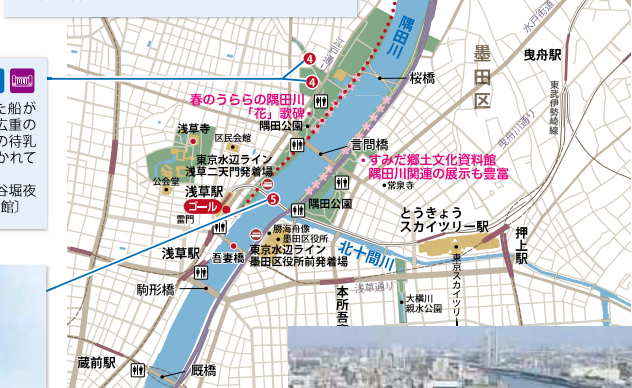 た船が
広重の
の待乳
かれて
谷堀夜
館〕
隅田川
水戸街道
墨田区
曳舟駅
4
4
桜橋
東武伊勢崎線
曳舟川通り
春のうららの隅田川
「花」歌碑
隅田公園
浅草寺
区民会館
言問橋
東京水辺ライン
浅草二天門発着場
すみだ郷土文化資料館
隅田川関連の展示も豊富
公会堂
常泉寺
浅草駅
ゴール
5
隅田公園
雷門
とうきょう
スカイツリー駅
押上駅
勝海舟像
墨田区役所
浅草駅
吾妻橋
東京水辺ライン
墨田区役所前発着場
北十間川
東京スカイツリー
駒形橋
浅草通り
本所吾
大横川
親水公園
蔵前駅
厩橋